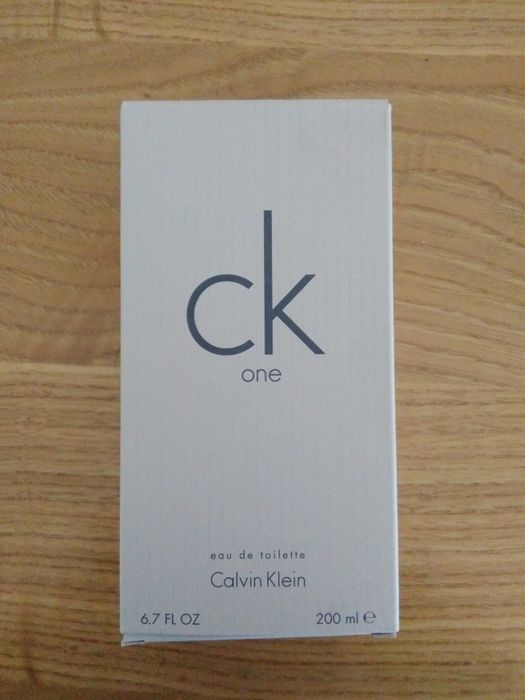 ck
one
eau de toilette
Calvin Klein
6.7 FL OZ 200 ml ℮